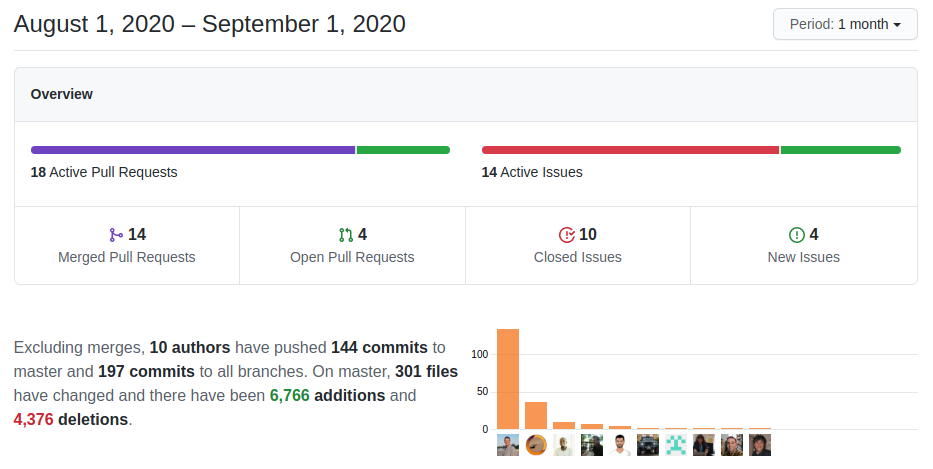 August 1, 2020 – September 1, 2020
Period: 1 month
Overview
18 Active Pull Requests
14 Active Issues
14
Merged Pull Requests
4
Open Pull Requests
10
Closed Issues
4
New Issues
Excluding merges, 10 authors have pushed 144 commits to
master and 197 commits to all branches. On master, 301 files
have changed and there have been 6,766 additions and
4,376 deletions.
100
50
0